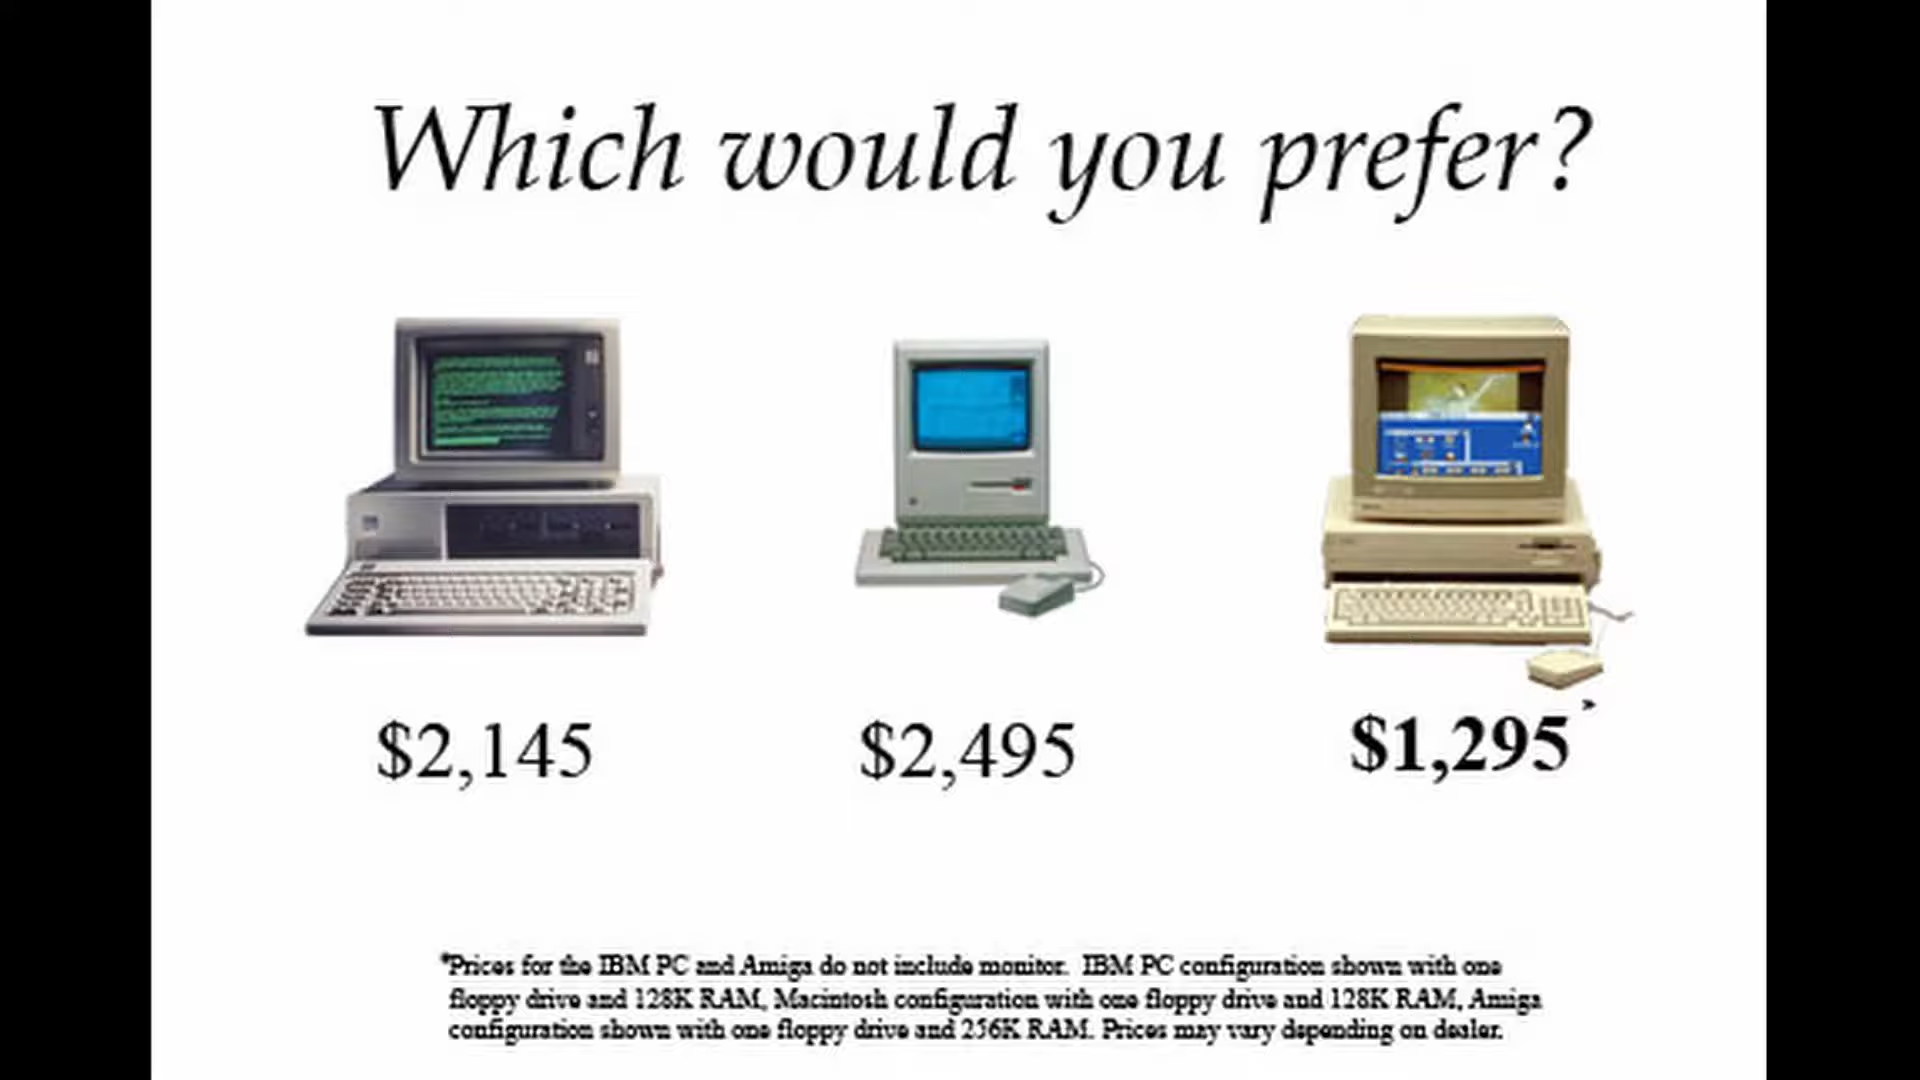 Which would you prefer?
$2,145
$2,495
$1,295*
*Prices for the IBM PC and Amiga do not include monitor. IBM PC configuration shown with one
floppy drive and 128K RAM, Macintosh configuration with one floppy drive and 128K RAM, Amiga
configuration shown with one floppy drive and 256K RAM. Prices may vary depending on dealer.